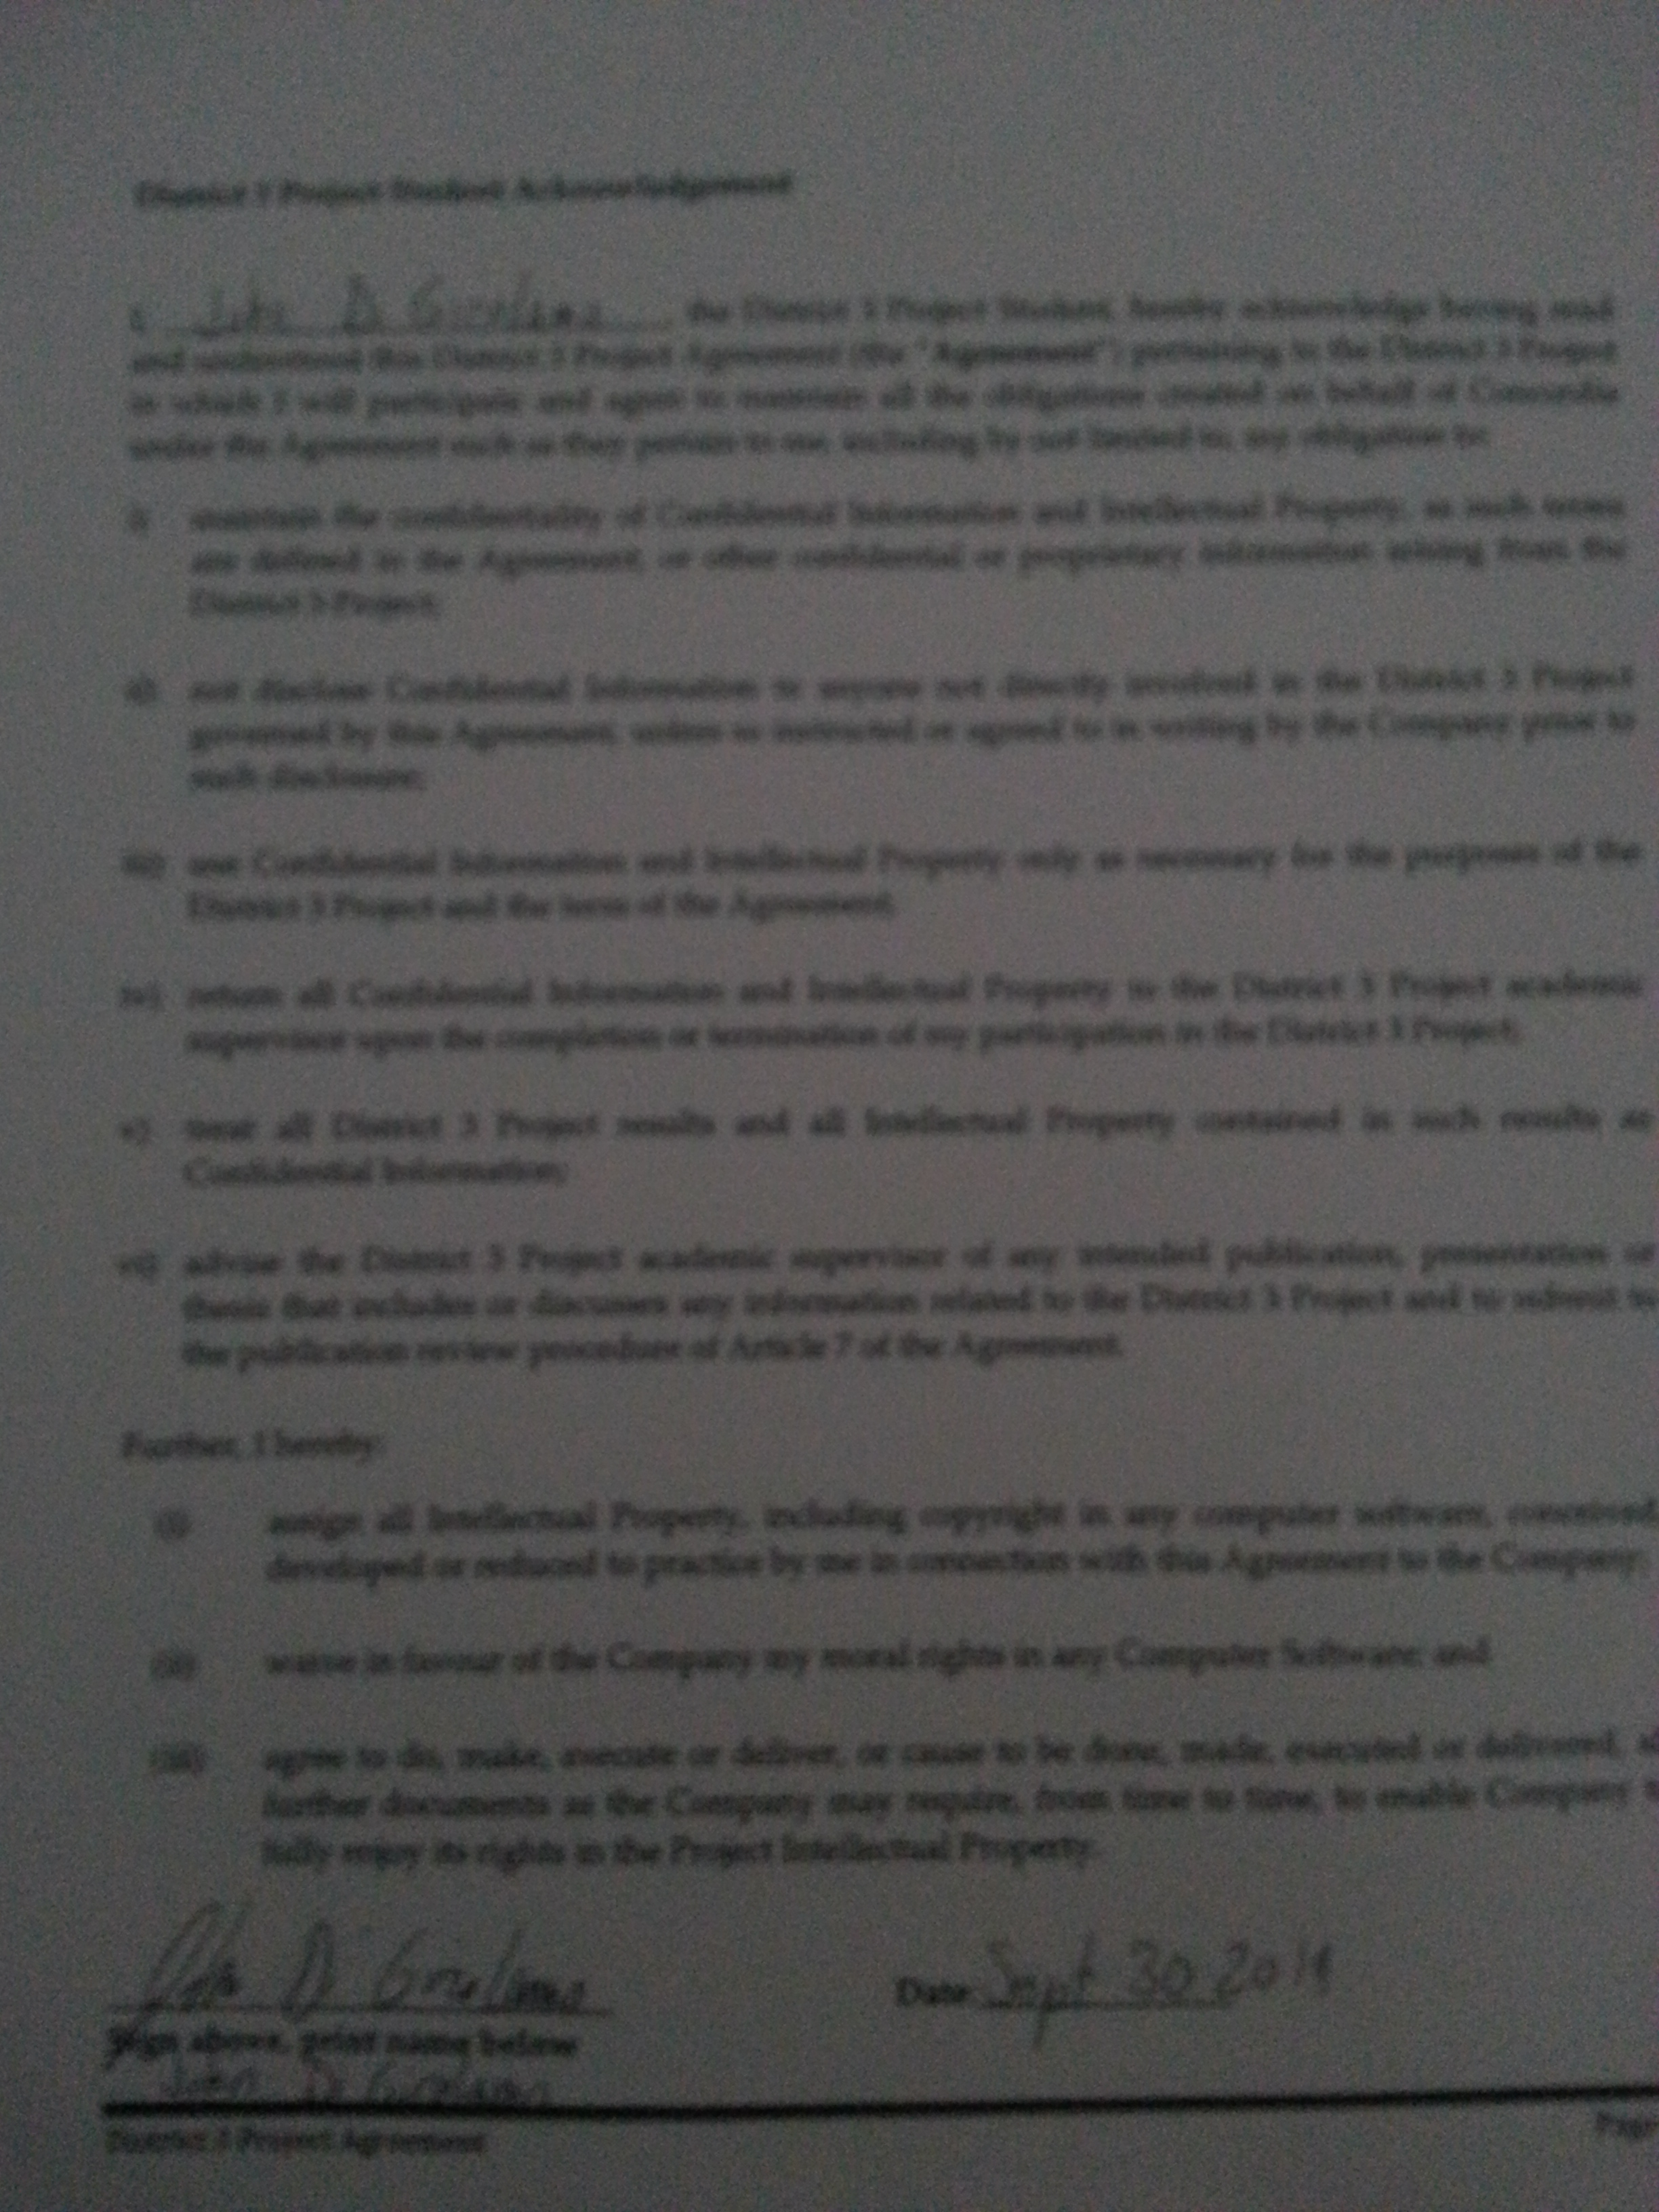 District 3 Project Student Acknowledgement
I, John Di Girolamo the District 3 Project Student, hereby acknowledge having read
and understood this District 3 Project Agreement (the "Agreement") pertaining to the District 3 Project
in which I will participate and agree to maintain all the obligations created on behalf of Concordia
under the Agreement such as they pertain to me, including by not limited to, my obligation to:
i) maintain the confidentiality of Confidential Information and Intellectual Property, as such terms
are defined in the Agreement, or other confidential or proprietary information arising from the
District 3 Project;
ii) not disclose Confidential Information to anyone not directly involved in the District 3 Project
governed by this Agreement, unless so instructed or agreed to in writing by the Company prior to
such disclosure;
iii) use Confidential Information and Intellectual Property only as necessary for the purposes of the
District 3 Project and the term of the Agreement;
iv) return all Confidential Information and Intellectual Property to the District 3 Project academic
supervisor upon the completion or termination of my participation in the District 3 Project;
v) treat all District 3 Project results and all Intellectual Property contained in such results as
Confidential Information;
vi) advise the District 3 Project academic supervisor of any intended publication, presentation or
thesis that includes or discusses any information related to the District 3 Project and to submit to
the publication review procedure of Article 7 of the Agreement.
Further, I hereby:
(i) assign all Intellectual Property, including copyright in any computer software, conceived,
developed or reduced to practice by me in connection with this Agreement to the Company;
(ii) waive in favour of the Company my moral rights in any Computer Software; and
(iii) agree to do, make, execute or deliver, or cause to be done, made, executed or delivered, al
further documents as the Company may require, from time to time, to enable Company t
fully enjoy its rights in the Project Intellectual Property.
John Di Girolamo Date: Sept 30 2014
Sign above, print name below
John Di Girolamo
District 3 Project Agreement Page